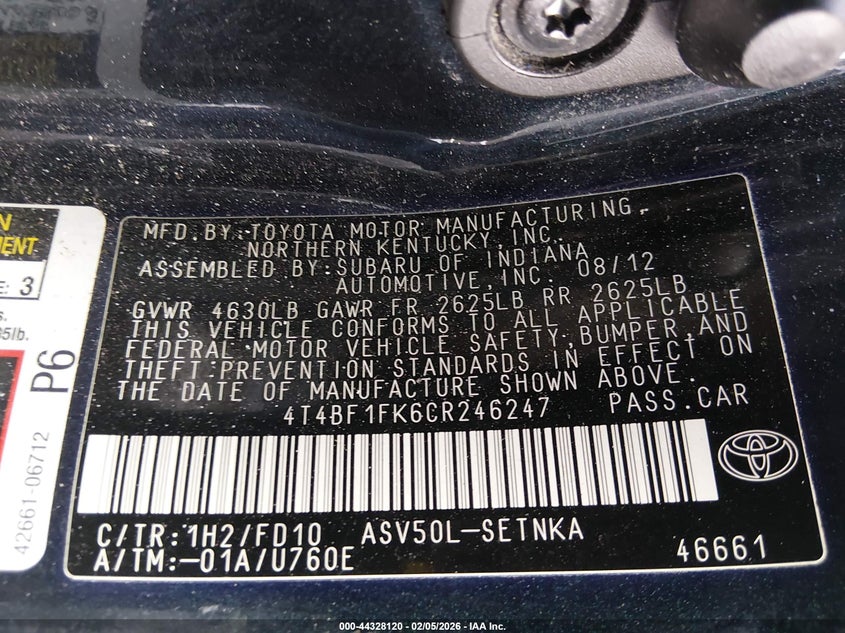 N
MENT
E: 3
s.
35lb.
P6
42661-06712
MFD. BY: TOYOTA MOTOR MANUFACTURING,
NORTHERN KENTUCKY, INC.
ASSEMBLED BY: SUBARU OF INDIANA
AUTOMOTIVE, INC. 08/12
GVWR 4630LB GAWR FR 2625LB RR 2625LB
THIS VEHICLE CONFORMS TO ALL APPLICABLE
FEDERAL MOTOR VEHICLE SAFETY, BUMPER, AND
THEFT PREVENTION STANDARDS IN EFFECT ON
THE DATE OF MANUFACTURE SHOWN ABOVE.
4T4BF1FK6CR246247 PASS. CAR
C/TR: 1H2/FD10 ASV50L-SETNKA
A/TM:-01A/U760E 46661
000-44328120 - 02/05/2026 - IAA Inc.